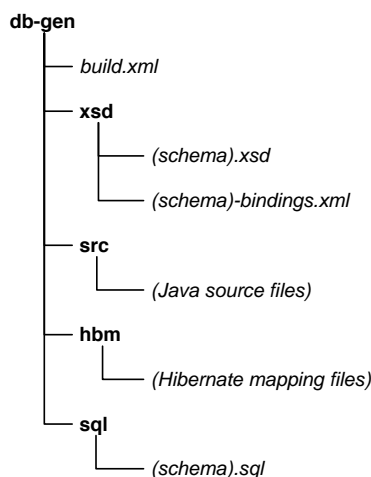 db-gen
build.xml
xsd
(schema).xsd
(schema)-bindings.xml
src
(Java source files)
hbm
(Hibernate mapping files)
sql
(schema).sql